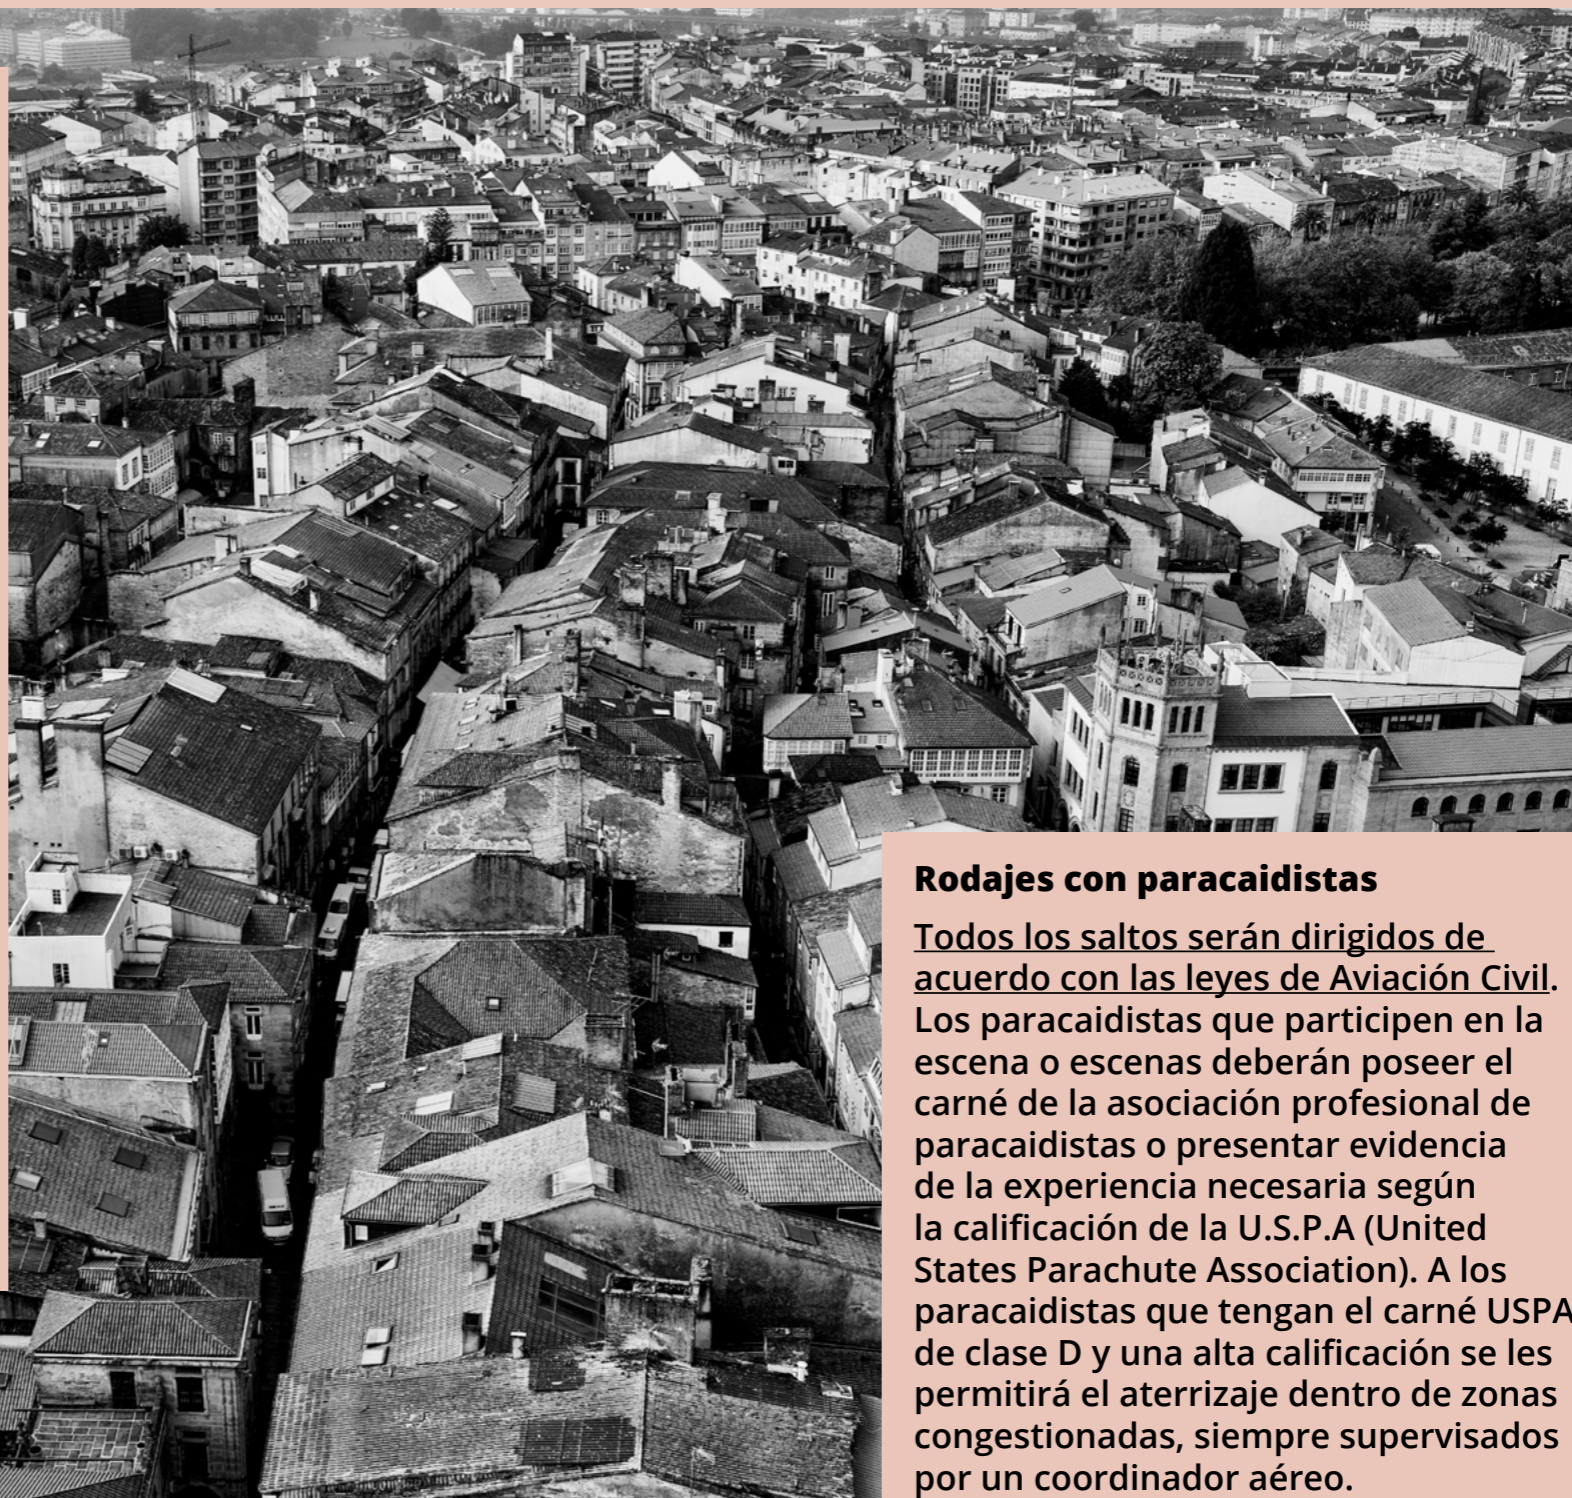 Rodajes con paracaidistas
Todos los saltos serán dirigidos de
acuerdo con las leyes de Aviación Civil.
Los paracaidistas que participen en la
escena o escenas deberán poseer el
carné de la asociación profesional de
paracaidistas o presentar evidencia
de la experiencia necesaria según
la calificación de la U.S.P.A (United
States Parachute Association). A los
paracaidistas que tengan el carné USPA
de clase D y una alta calificación se les
permitirá el aterrizaje dentro de zonas
congestionadas, siempre supervisados
por un coordinador aéreo.